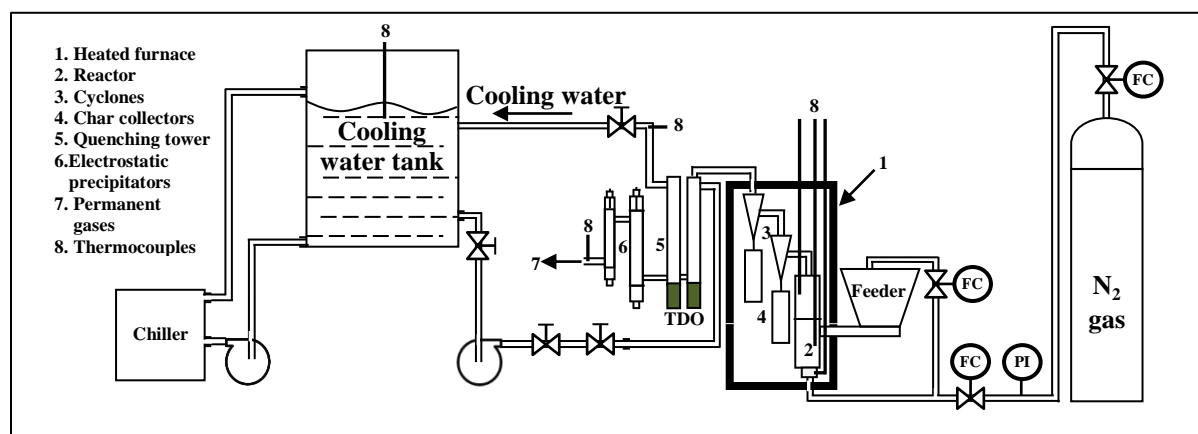 1. Heated furnace
2. Reactor
3. Cyclones
4. Char collectors
5. Quenching tower
6.Electrostatic
precipitators
7. Permanent
gases
8. Thermocouples
8
Cooling water
Cooling
water tank
8
8
1
FC
8
7
6
5
3
4
2
TDO
Feeder
FC
N2
gas
Chiller
FC
PI